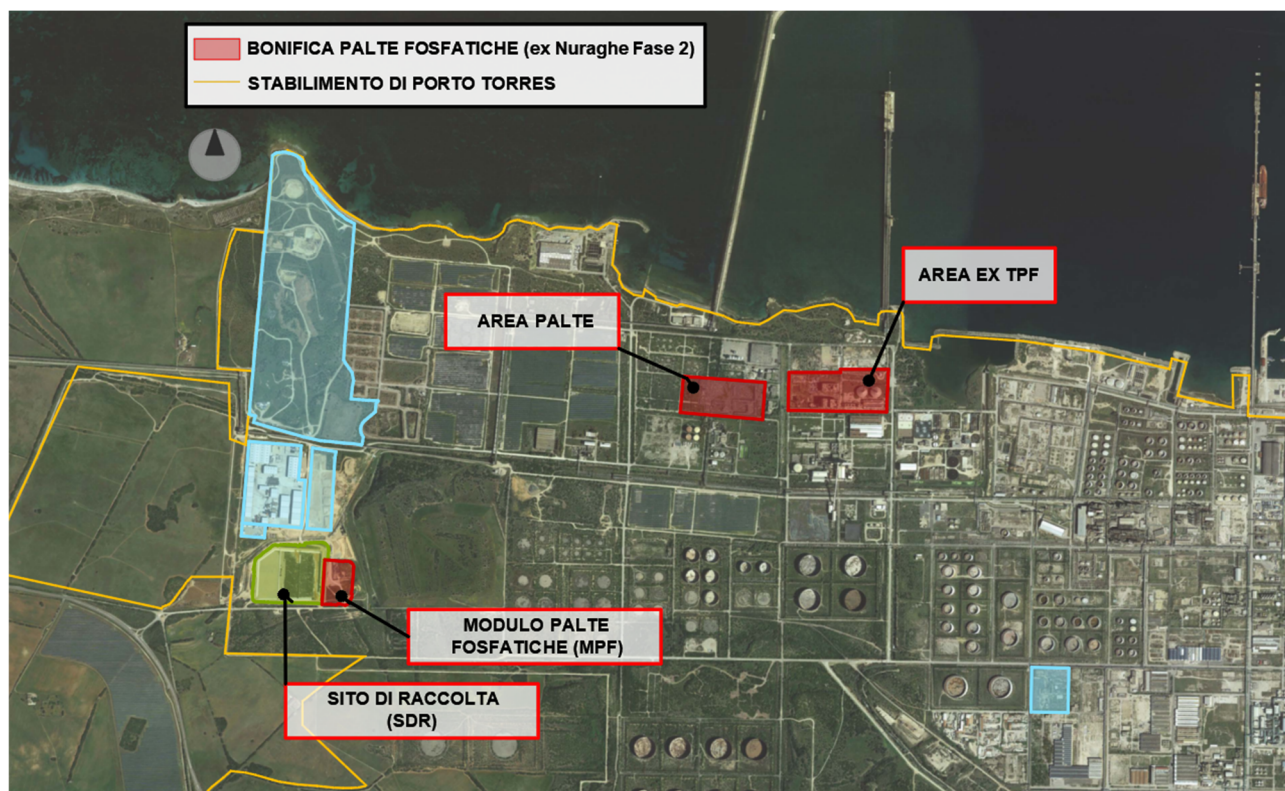 BONIFICA PALTE FOSFATICHE (ex Nuraghe Fase 2)
STABILIMENTO DI PORTO TORRES
AREA EX TPF
AREA PALTE
MODULO PALTE
FOSFATICHE (MPF)
SITO DI RACCOLTA
(SDR)